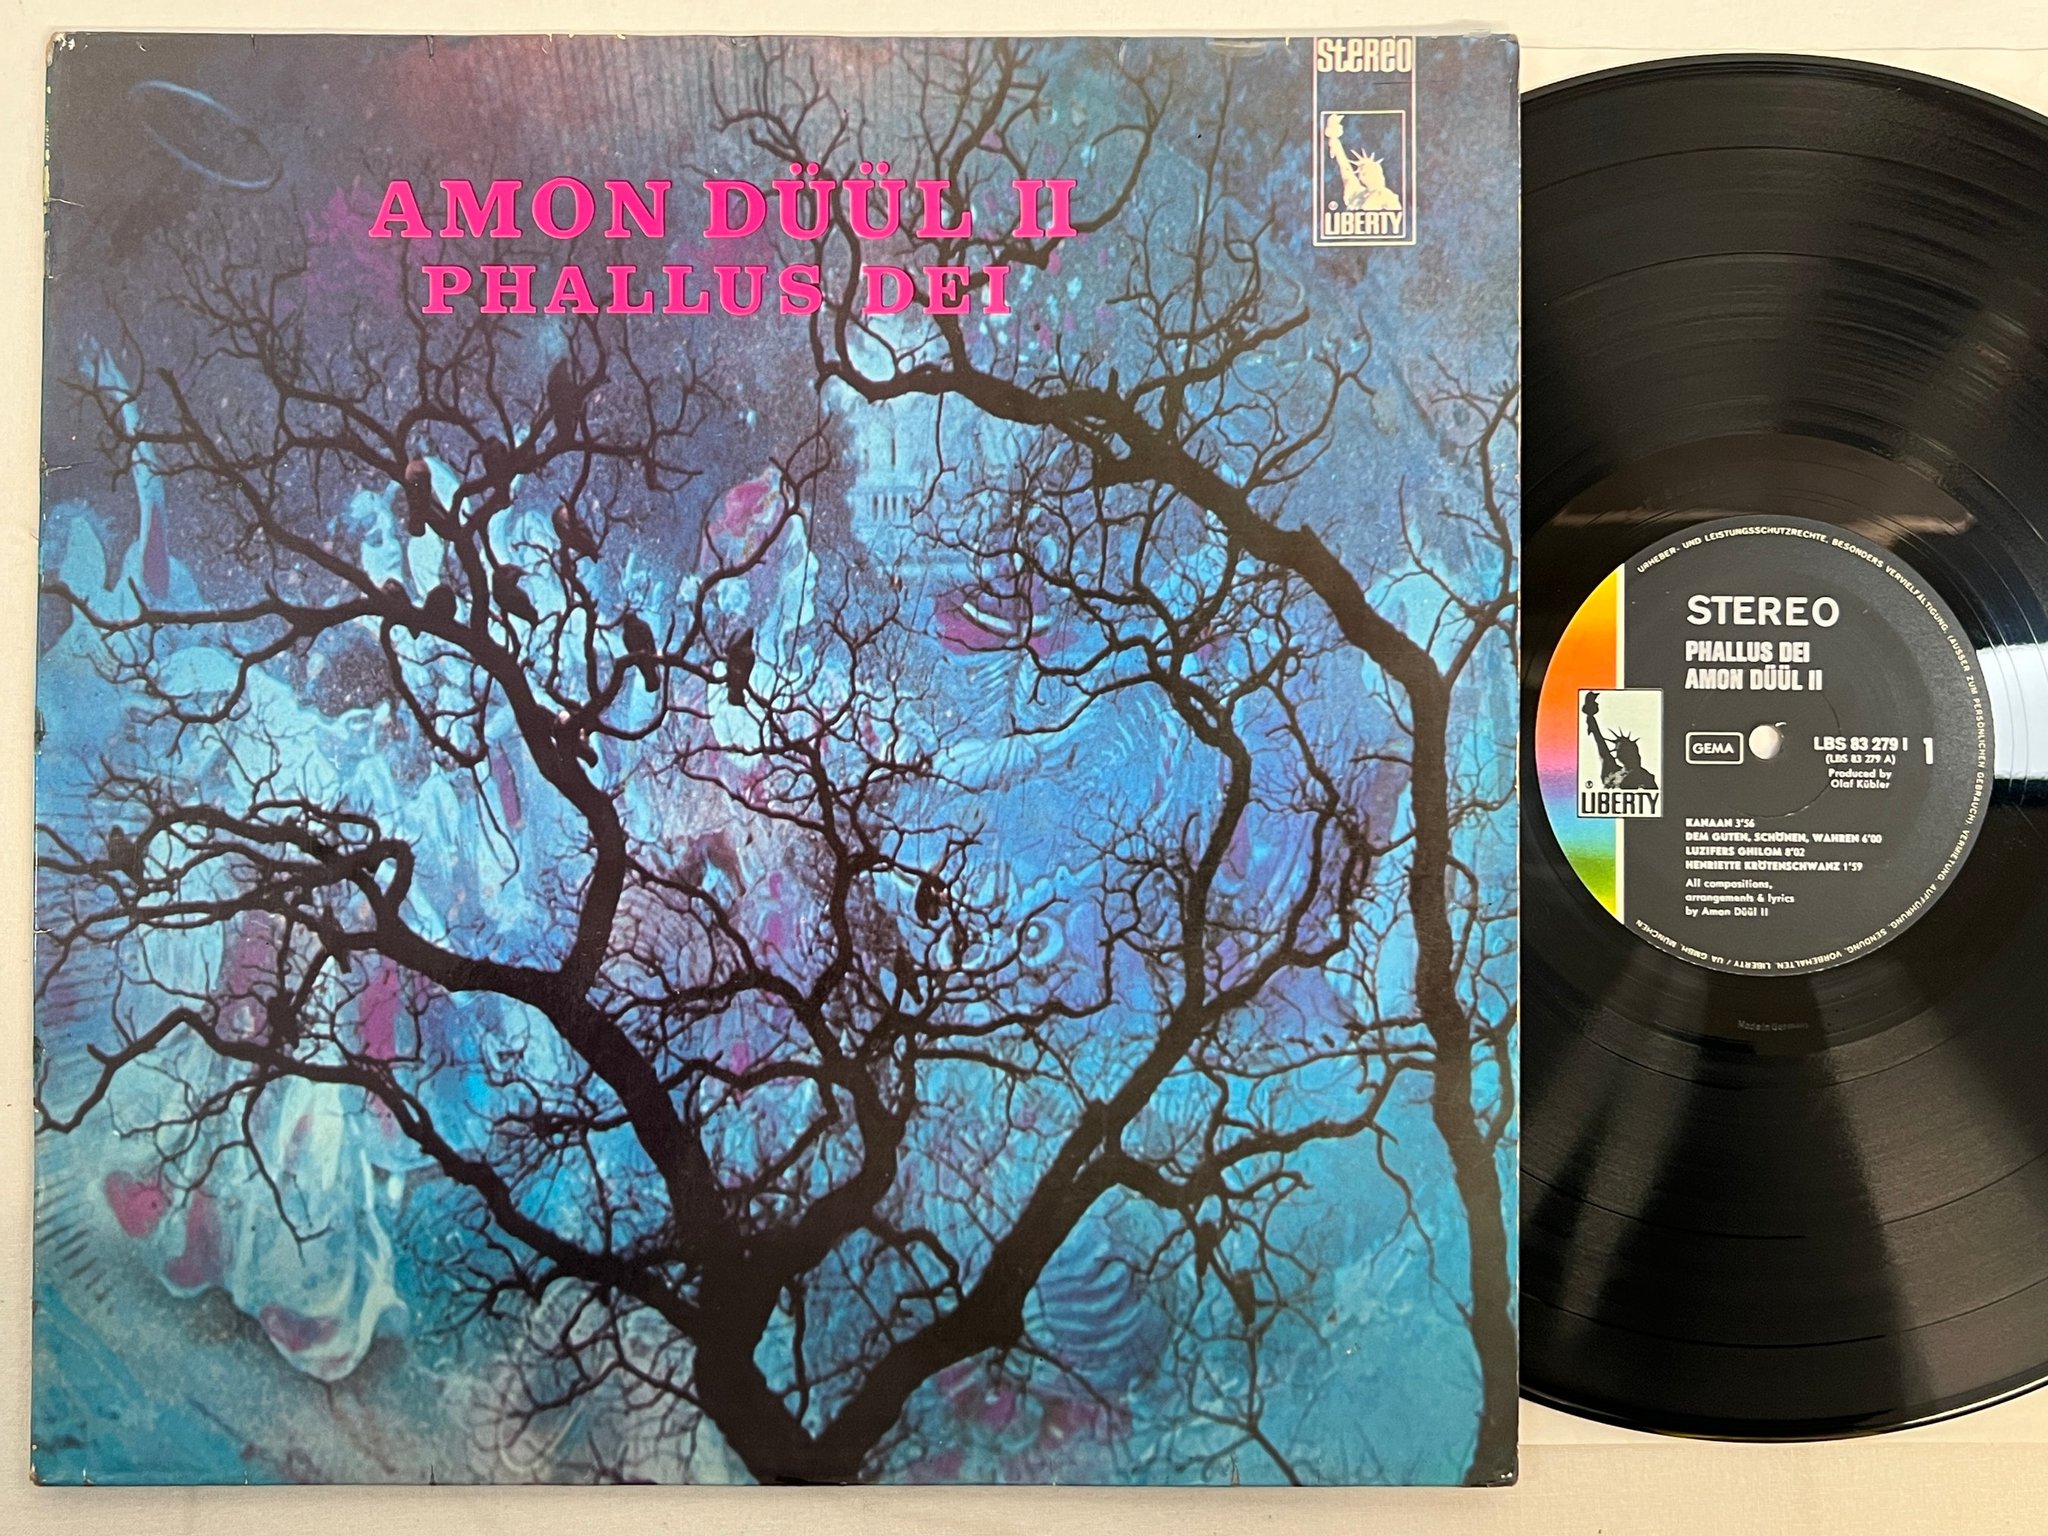 AMON DÜÜL II
PHALLUS DEI
Stereo
LIBERTY
URHEBER- UND LEISTUNGSSCHUTZRECHTE, BESONDERS VERVIELFÄLTIGUNG, (AUSSER ZUM PERSÖNLICHEN GEBRAUCH), VERMIETUNG, AUFFÜHRUNG, SENDUNG, VORBEHALTEN. LIBERTY / UA GMBH, MÜNCHEN
STEREO
PHALLUS DEI
AMON DÜÜL II
GEMA
LBS 83 279 I 1
(LBS 83 279 A)
Produced by
Olaf Kübler
LIBERTY
KANAAN 3'56
DEM GUTEN, SCHÖNEN, WAHREN 6'00
LUZIFERS GHILOM 8'02
HENRIETTE KRÖTENSCHWANZ 1'59
All compositions,
arrangements & lyrics
by Amon Düül II
Made in Germany